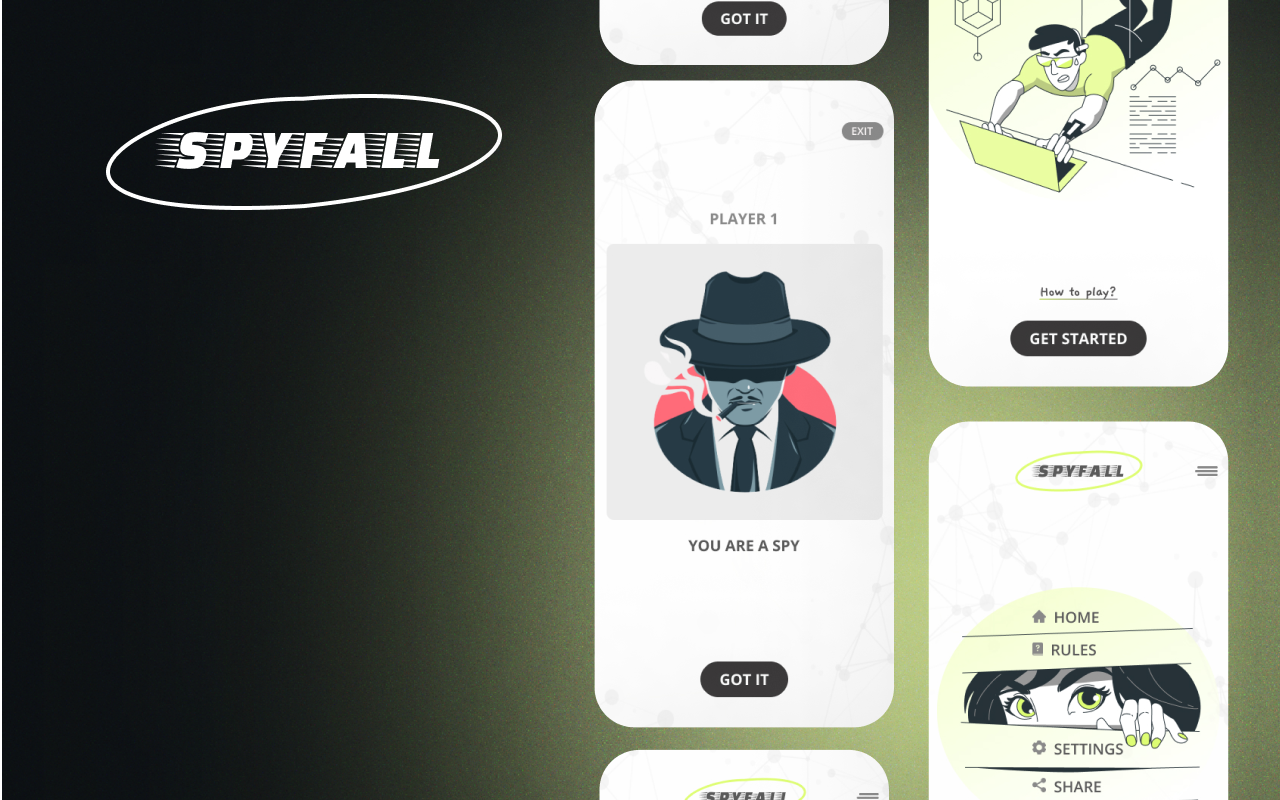 SPYFALL
GOT IT
EXIT
PLAYER 1
YOU ARE A SPY
GOT IT
SPYFALL
How to play?
GET STARTED
SPYFALL
HOME
RULES
SETTINGS
SHARE